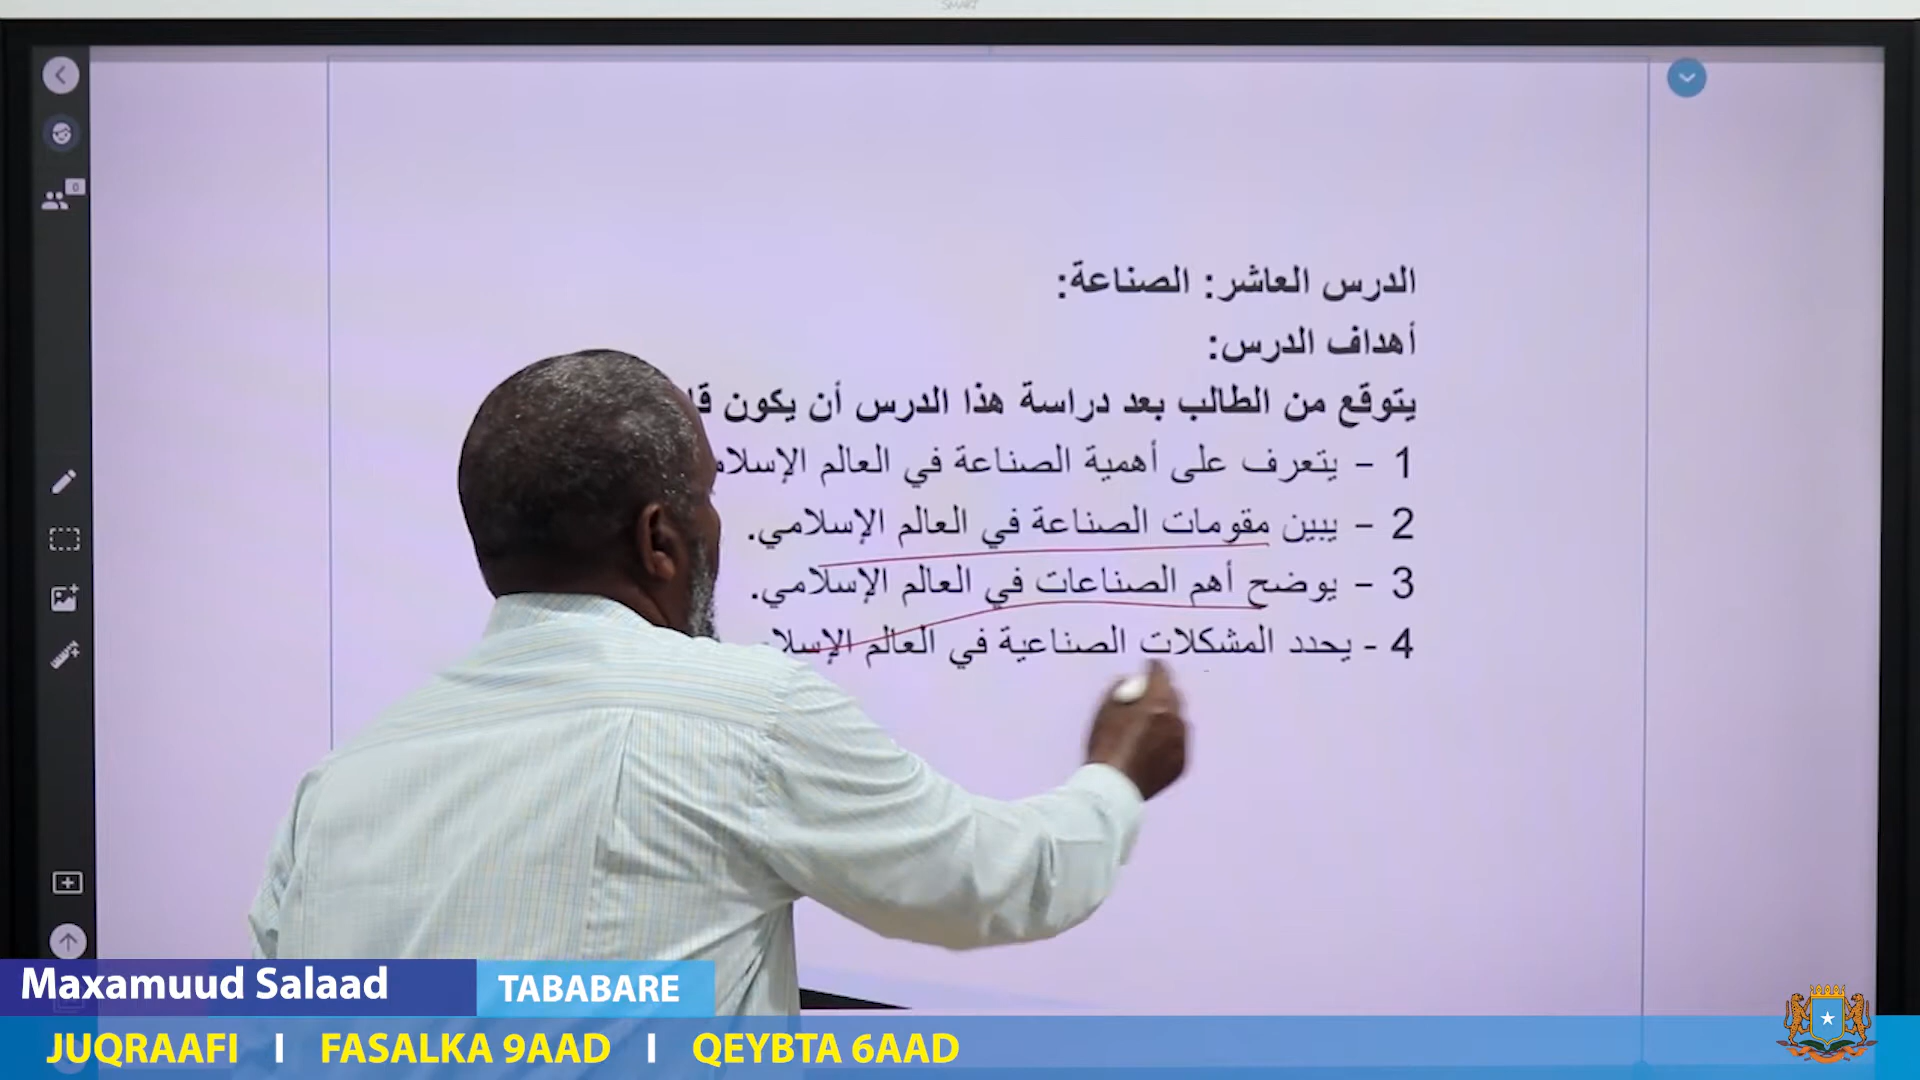 SMART
0
الدرس العاشر: الصناعة:
أهداف الدرس:
يتوقع من الطالب بعد دراسة هذا الدرس أن يكون
1 - يتعرف على أهمية الصناعة في العالم
2 - يبين مقومات الصناعة في العالم الإسلامي.
3 - يوضح أهم الصناعات في العالم الإسلامي.
4 - يحدد المشكلات الصناعية في العالم
Maxamuud Salaad
TABABARE
JUQRAAFI I FASALKA 9AAD I QEYBTA 6AAD